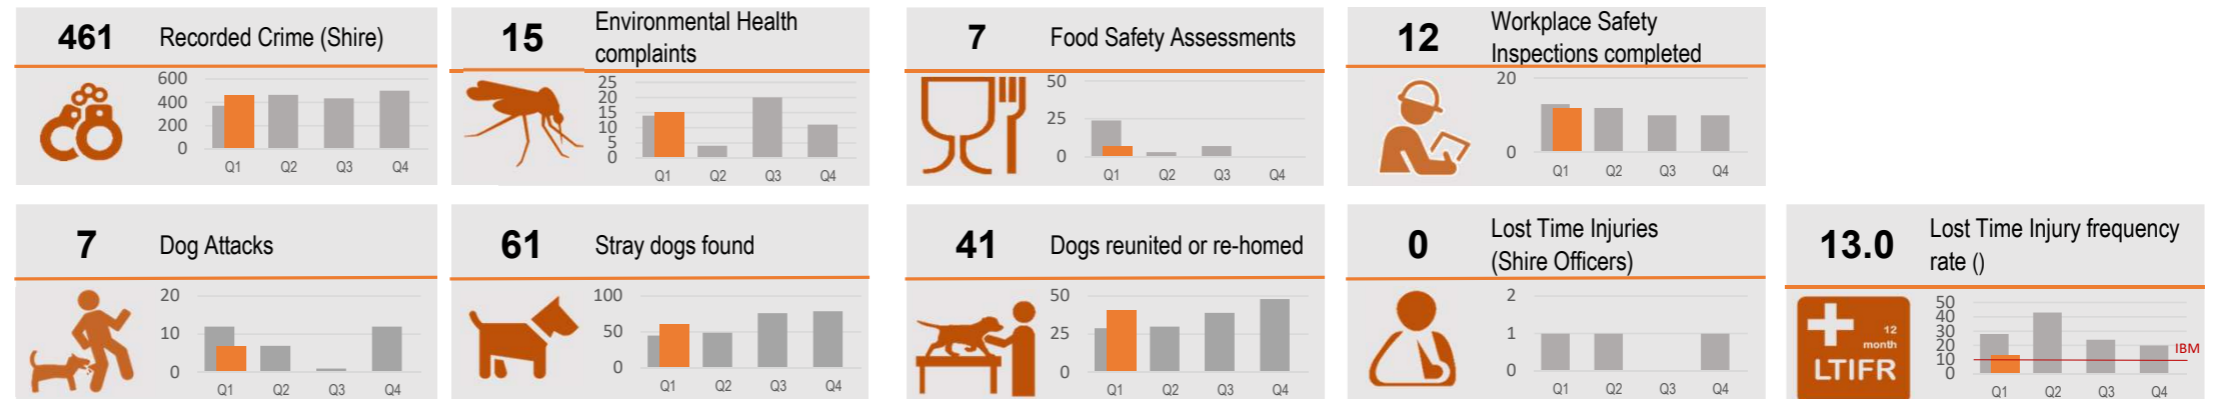 461 Recorded Crime (Shire)
600
400
200
0
Q1 Q2 Q3 Q4
15 Environmental Health
complaints
25
20
15
10
5
0
Q1 Q2 Q3 Q4
7 Food Safety Assessments
50
25
0
Q1 Q2 Q3 Q4
12 Workplace Safety
Inspections completed
20
0
Q1 Q2 Q3 Q4
7 Dog Attacks
20
10
0
Q1 Q2 Q3 Q4
61 Stray dogs found
100
50
0
Q1 Q2 Q3 Q4
41 Dogs reunited or re-homed
50
25
0
Q1 Q2 Q3 Q4
0 Lost Time Injuries
(Shire Officers)
2
1
0
Q1 Q2 Q3 Q4
13.0 Lost Time Injury frequency
rate ()
12
month
LTIFR
50
40
30
20
10
0
IBM
Q1 Q2 Q3 Q4